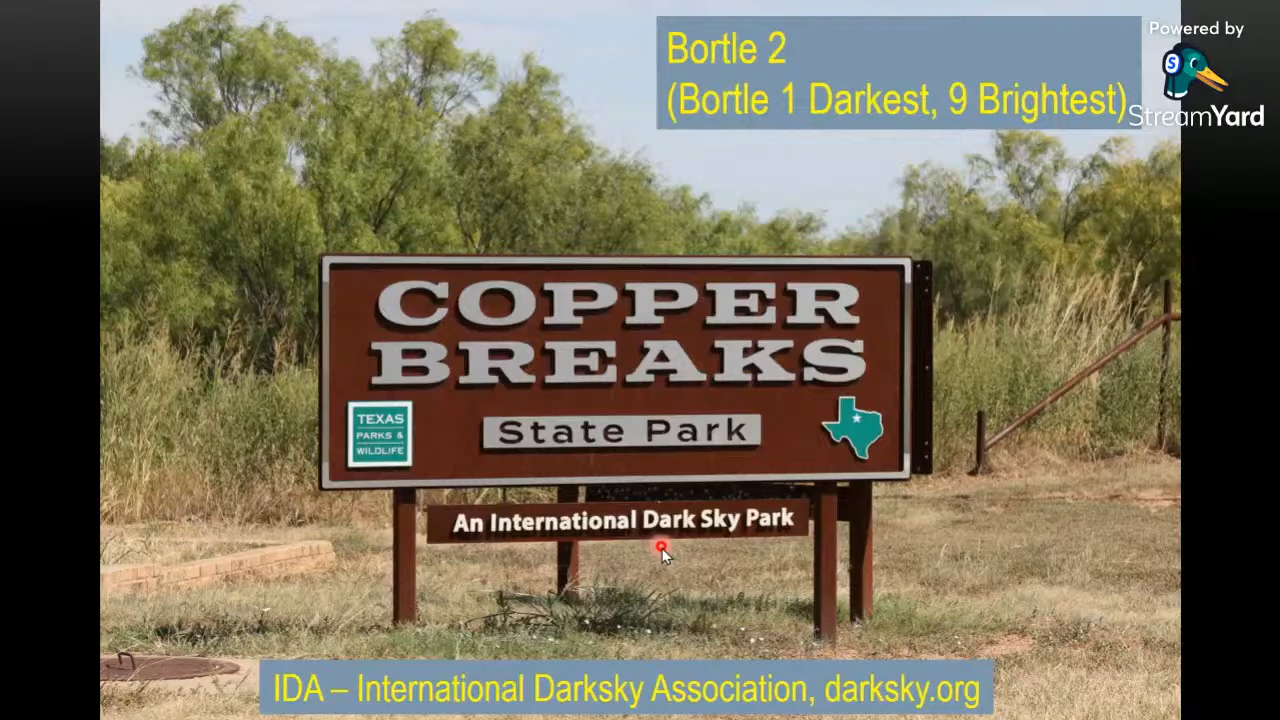 Bortle 2
(Bortle 1 Darkest, 9 Brightest)
Powered by
S
StreamYard
COPPER
BREAKS
State Park
TEXAS
PARKS &
WILDLIFE
An International Dark Sky Park
IDA – International Darksky Association, darksky.org